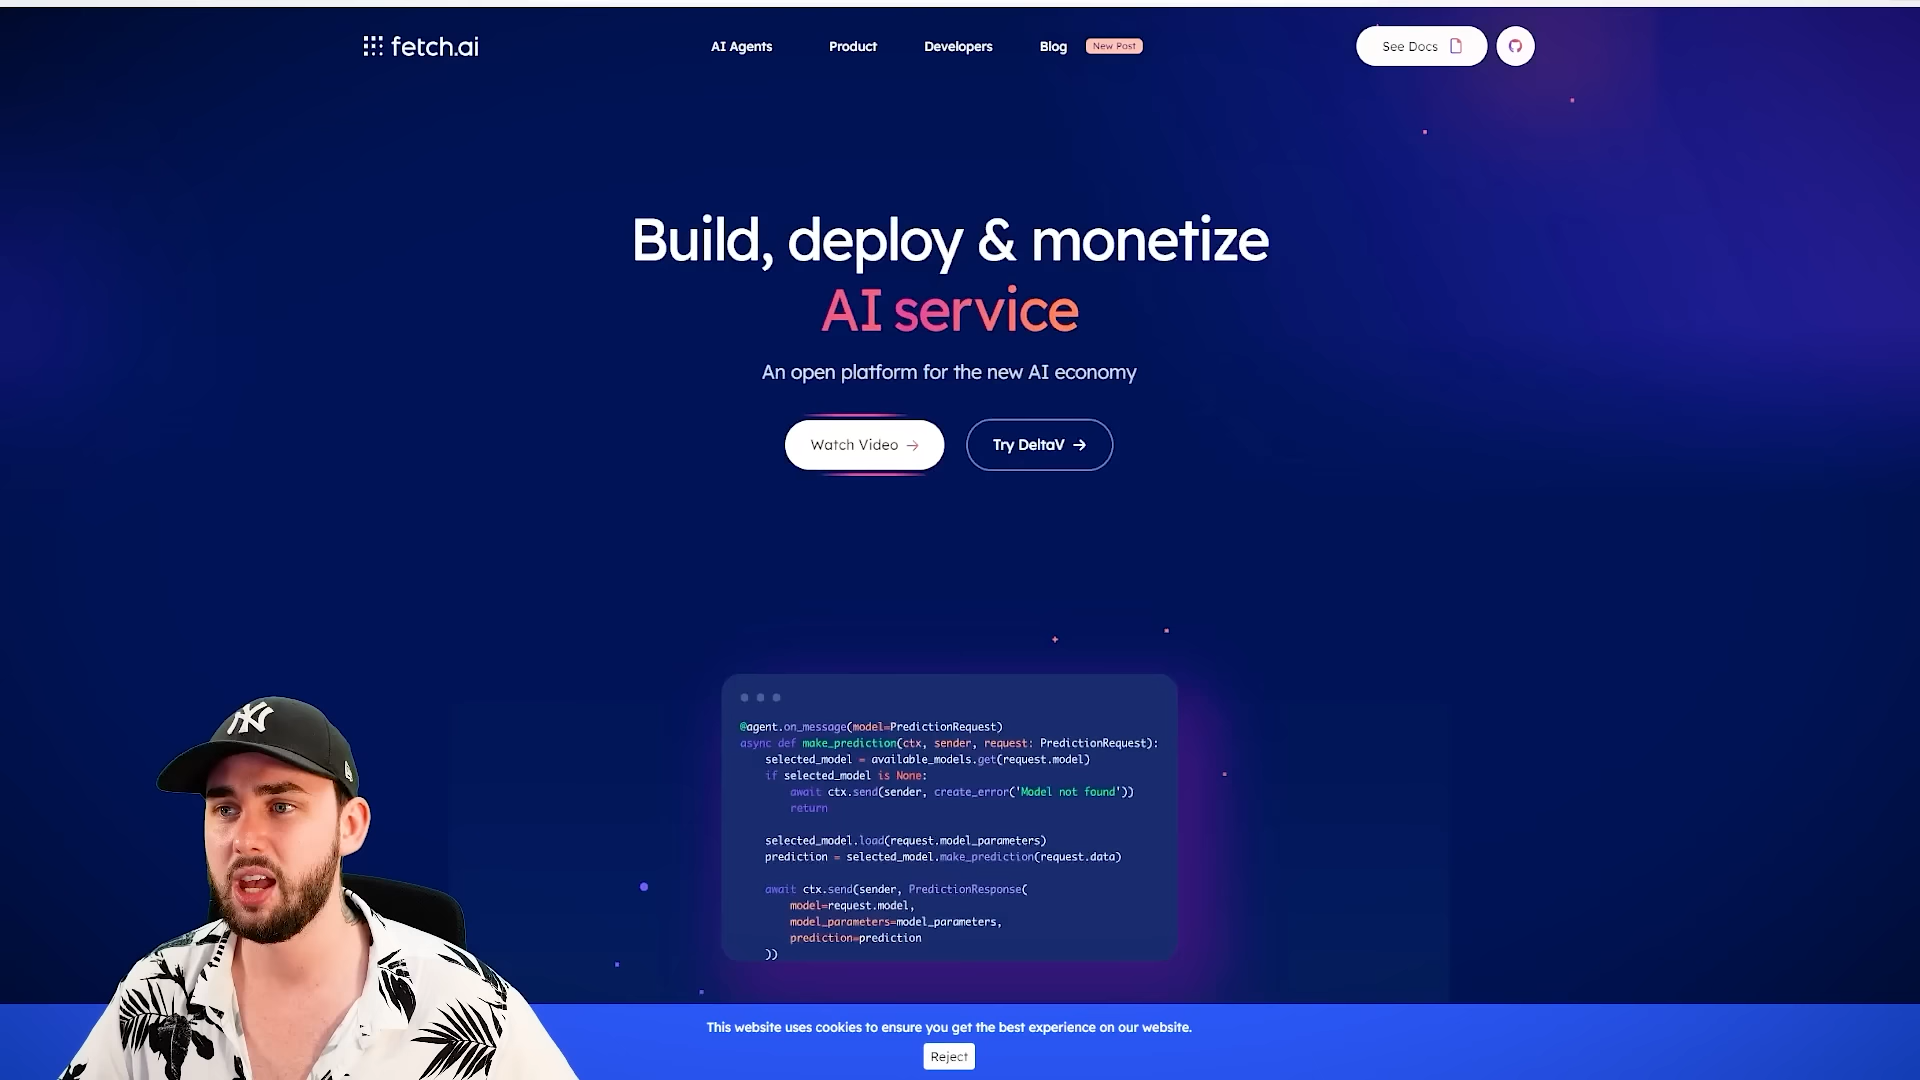 fetch.ai
AI Agents
Product
Developers
Blog
New Post
See Docs
Build, deploy & monetize
AI service
An open platform for the new AI economy
Watch Video →
Try DeltaV →
@agent.on_message(model=PredictionRequest)
async def make_prediction(ctx, sender, request: PredictionRequest):
    selected_model = available_models.get(request.model)
    if selected_model is None:
        await ctx.send(sender, create_error('Model not found'))
        return
    selected_model.load(request.model_parameters)
    prediction = selected_model.make_prediction(request.data)
    await ctx.send(sender, PredictionResponse(
        model=request.model,
        model_parameters=model_parameters,
        prediction=prediction
    ))
NY
This website uses cookies to ensure you get the best experience on our website.
Reject